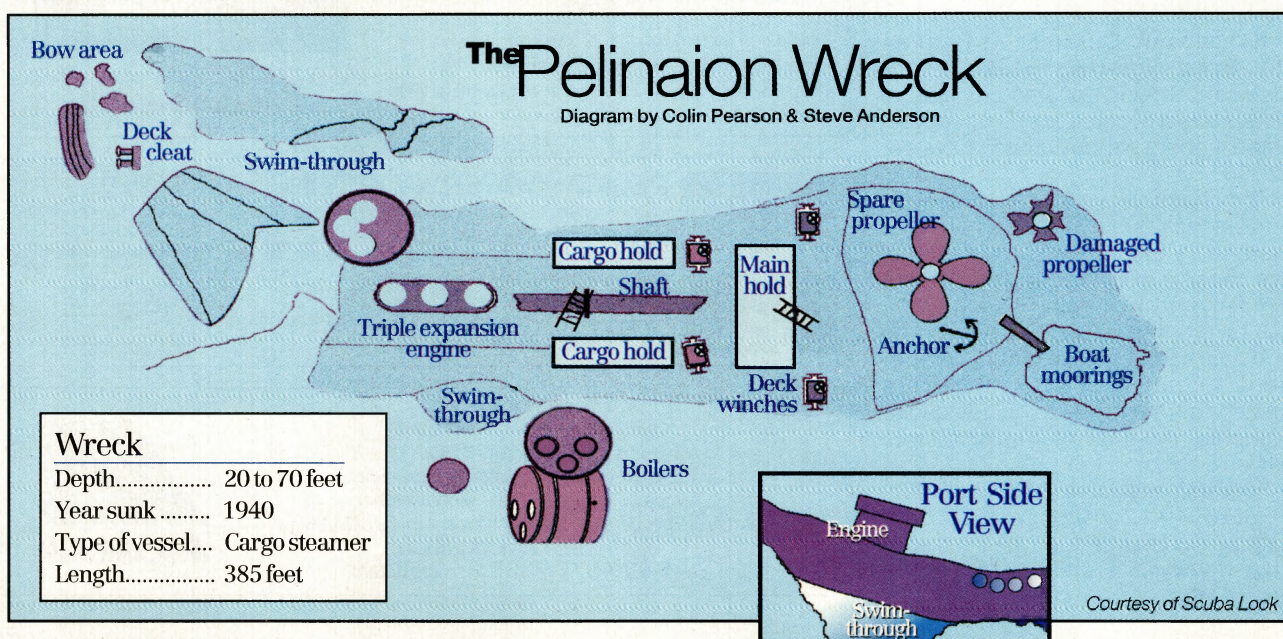 The Pelinaion Wreck
Diagram by Colin Pearson & Steve Anderson
Bow area
Deck
cleat
Swim-through
Spare
propeller
Damaged
propeller
Cargo hold
Main
hold
Shaft
Triple expansion
engine
Cargo hold
Anchor
Boat
moorings
Deck
winches
Swim-
through
Boilers
Wreck
Depth................. 20 to 70 feet
Year sunk ......... 1940
Type of vessel.... Cargo steamer
Length................ 385 feet
Port Side
View
Engine
Swim-
through
Courtesy of Scuba Look